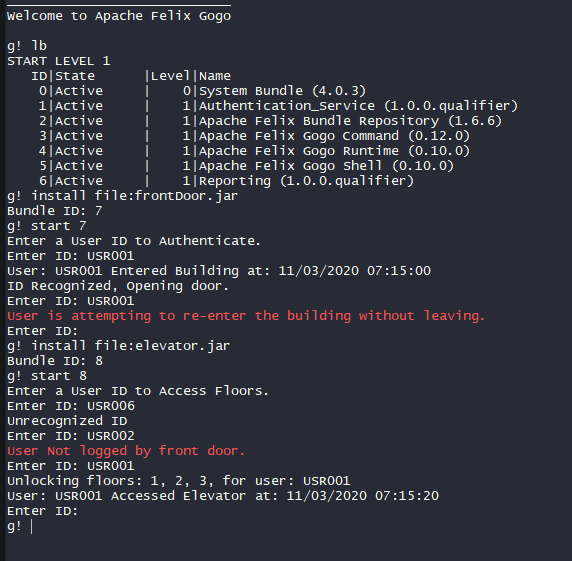 Welcome to Apache Felix Gogo
g! lb
START LEVEL 1
   ID|State      |Level|Name
    0|Active     |    0|System Bundle (4.0.3)
    1|Active     |    1|Authentication_Service (1.0.0.qualifier)
    2|Active     |    1|Apache Felix Bundle Repository (1.6.6)
    3|Active     |    1|Apache Felix Gogo Command (0.12.0)
    4|Active     |    1|Apache Felix Gogo Runtime (0.10.0)
    5|Active     |    1|Apache Felix Gogo Shell (0.10.0)
    6|Active     |    1|Reporting (1.0.0.qualifier)
g! install file:frontDoor.jar
Bundle ID: 7
g! start 7
Enter a User ID to Authenticate.
Enter ID: USR001
User: USR001 Entered Building at: 11/03/2020 07:15:00
ID Recognized, Opening door.
Enter ID: USR001
User is attempting to re-enter the building without leaving.
Enter ID:
g! install file:elevator.jar
Bundle ID: 8
g! start 8
Enter a User ID to Access Floors.
Enter ID: USR006
Unrecognized ID
Enter ID: USR002
User Not logged by front door.
Enter ID: USR001
Unlocking floors: 1, 2, 3, for user: USR001
User: USR001 Accessed Elevator at: 11/03/2020 07:15:20
Enter ID:
g!